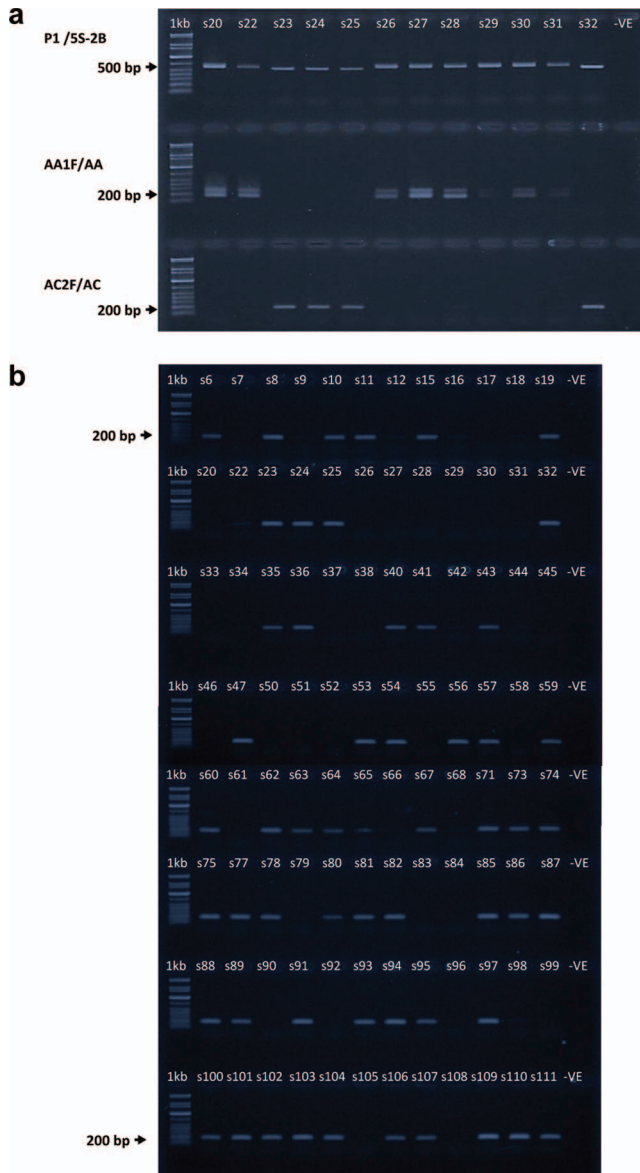 a
1kb s20 s22 s23 s24 s25 s26 s27 s28 s29 s30 s31 s32 -VE
P1 /5S-2B
500 bp
AA1F/AA
200 bp
AC2F/AC
200 bp
b
1kb s6 s7 s8 s9 s10 s11 s12 s15 s16 s17 s18 s19 -VE
200 bp
1kb s20 s22 s23 s24 s25 s26 s27 s28 s29 s30 s31 s32 -VE
1kb s33 s34 s35 s36 s37 s38 s40 s41 s42 s43 s44 s45 -VE
1kb s46 s47 s50 s51 s52 s53 s54 s55 s56 s57 s58 s59 -VE
1kb s60 s61 s62 s63 s64 s65 s66 s67 s68 s71 s73 s74 -VE
1kb s75 s77 s78 s79 s80 s81 s82 s83 s84 s85 s86 s87 -VE
1kb s88 s89 s90 s91 s92 s93 s94 s95 s96 s97 s98 s99 -VE
1kb s100 s101 s102 s103 s104 s105 s106 s107 s108 s109 s110 s111 -VE
200 bp